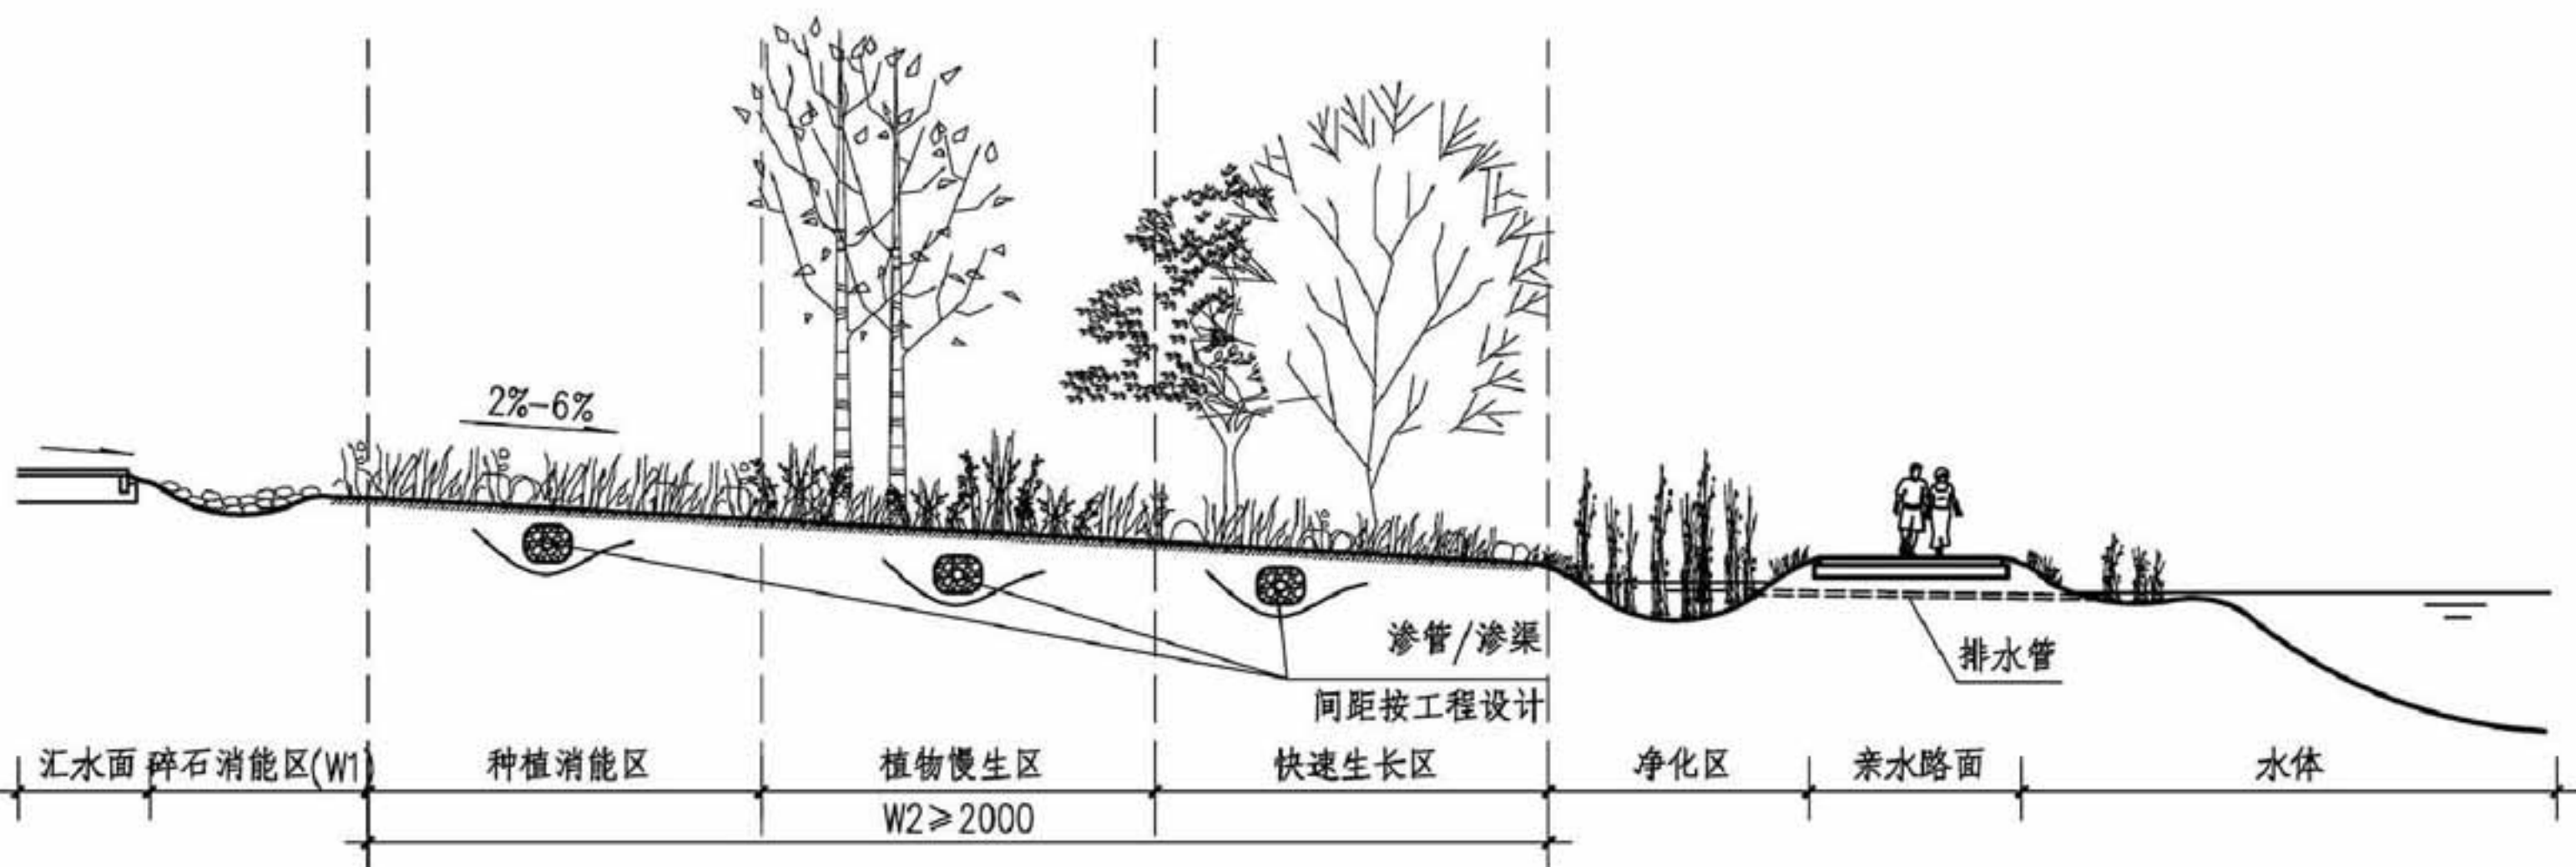 2%-6%
渗管/渗渠
间距按工程设计
排水管
汇水面
碎石消能区(W1)
种植消能区
植物慢生区
快速生长区
净化区
亲水路面
水体
W2≥2000